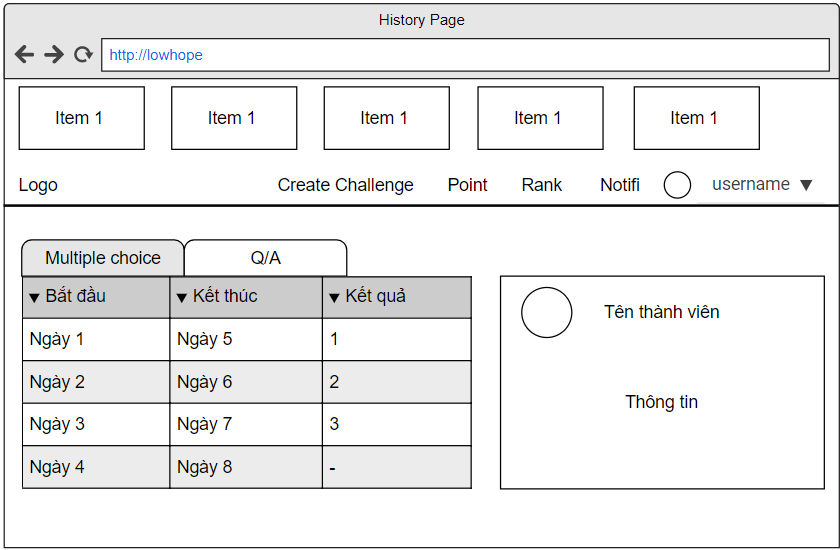 History Page
http://lowhope
Item 1
Item 1
Item 1
Item 1
Item 1
Logo
Create Challenge
Point
Rank
Notifi
username
Multiple choice
Q/A
Bắt đầu
Kết thúc
Kết quả
Ngày 1
Ngày 5
1
Ngày 2
Ngày 6
2
Ngày 3
Ngày 7
3
Ngày 4
Ngày 8
-
Tên thành viên
Thông tin